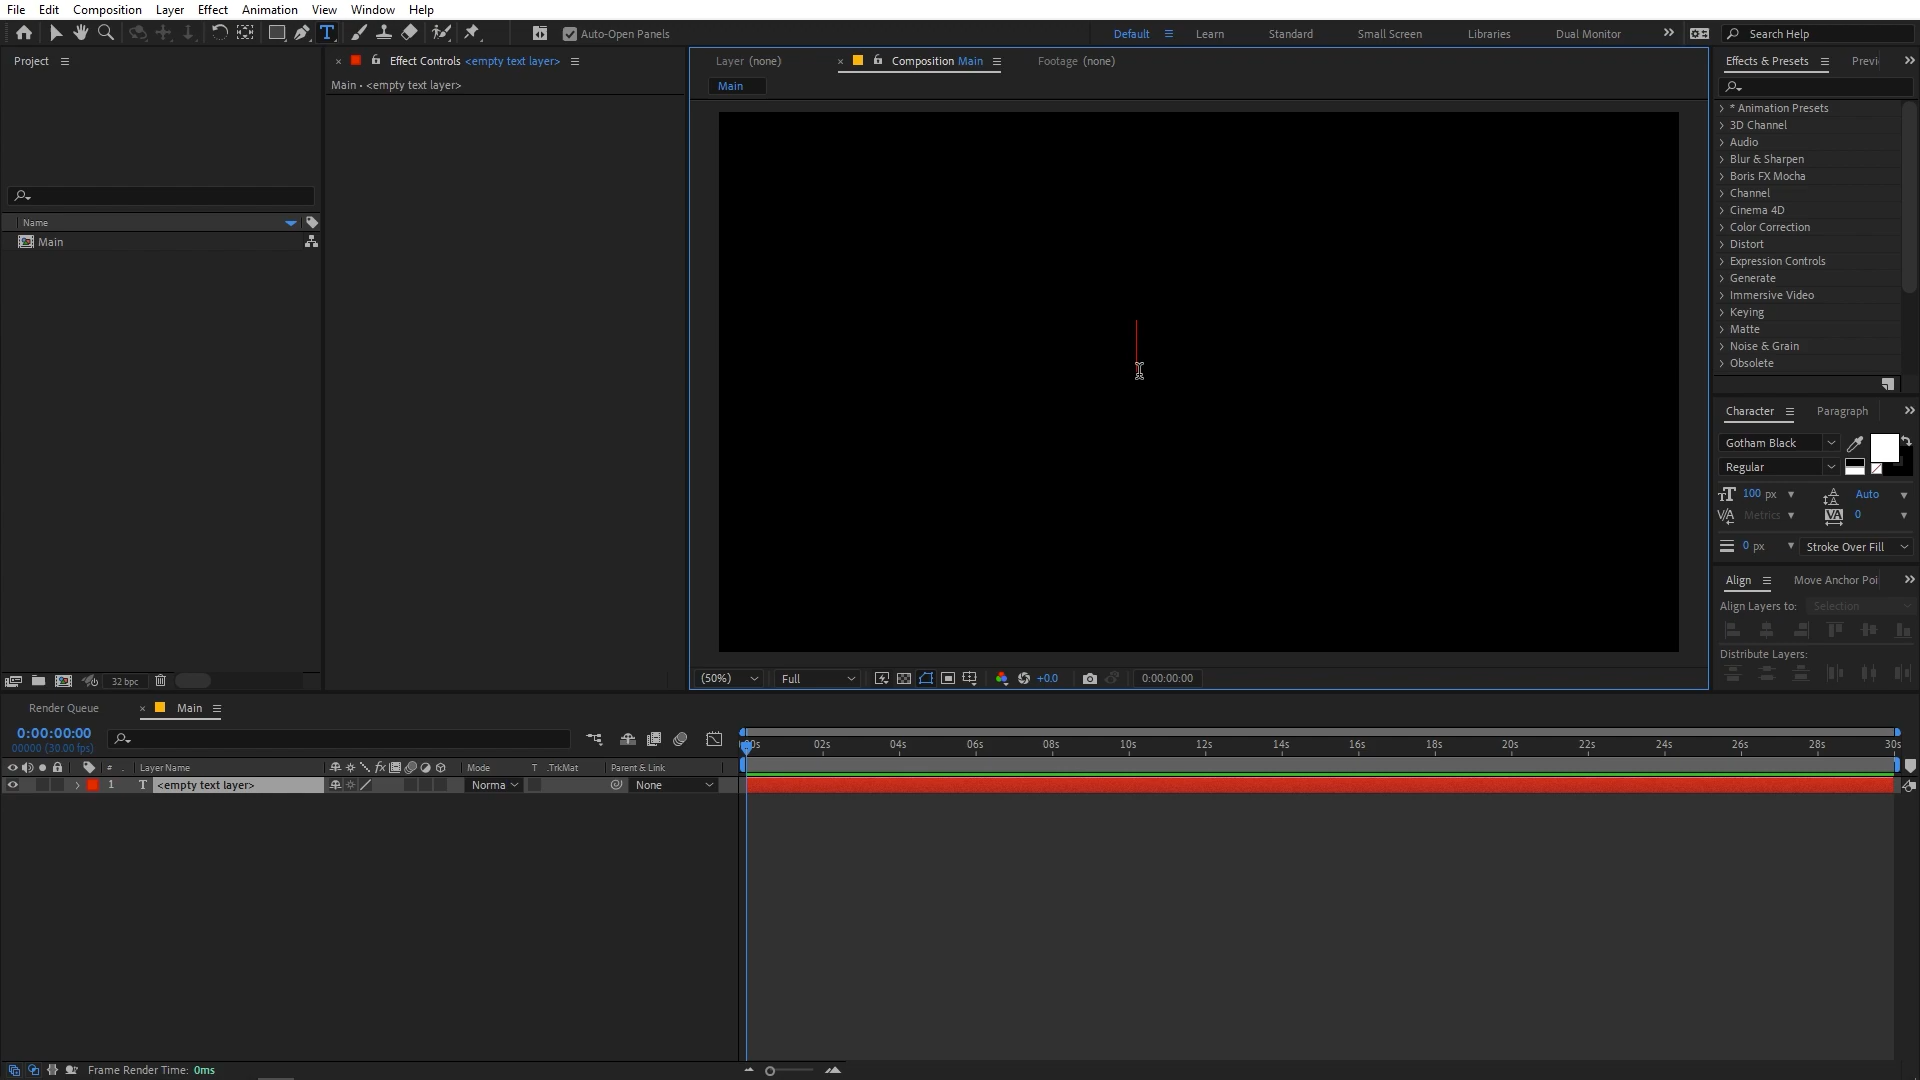 File Edit Composition Layer Effect Animation View Window Help
Auto-Open Panels Default Learn Standard Small Screen Libraries Dual Monitor Search Help
Project
Name
Main
32 bpc
Effect Controls <empty text layer>
Main • <empty text layer>
Layer (none) Composition Main Footage (none)
Main
(50%) Full +0.0 0:00:00:00
Effects & Presets Previ
* Animation Presets
3D Channel
Audio
Blur & Sharpen
Boris FX Mocha
Channel
Cinema 4D
Color Correction
Distort
Expression Controls
Generate
Immersive Video
Keying
Matte
Noise & Grain
Obsolete
Character Paragraph
Gotham Black
Regular
100 px Auto
Metrics 0
0 px Stroke Over Fill
Align Move Anchor Poi
Align Layers to: Selection
Distribute Layers:
Render Queue Main
0:00:00:00
00000 (30.00 fps)
00s 02s 04s 06s 08s 10s 12s 14s 16s 18s 20s 22s 24s 26s 28s 30s
# Layer Name Mode T .TrkMat Parent & Link
1 T <empty text layer> Norma None
Frame Render Time: 0ms